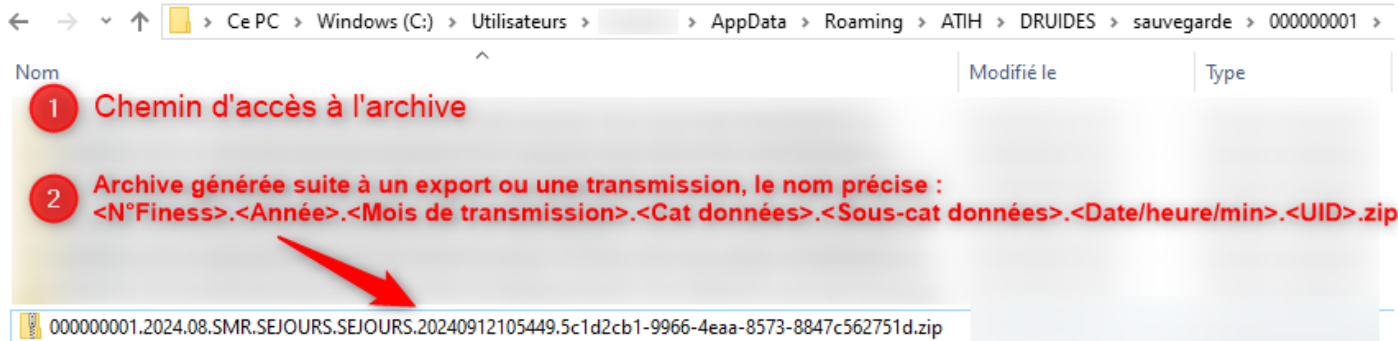 Ce PC > Windows (C:) > Utilisateurs > > AppData > Roaming > ATIH > DRUIDES > sauvegarde > 000000001 >
Nom Modifié le Type
1 Chemin d'accès à l'archive
2 Archive générée suite à un export ou une transmission, le nom précise :
<N°Finess>.<Année>.<Mois de transmission>.<Cat données>.<Sous-cat données>.<Date/heure/min>.<UID>.zip
000000001.2024.08.SMR.SEJOURS.SEJOURS.20240912105449.5c1d2cb1-9966-4eaa-8573-8847c562751d.zip